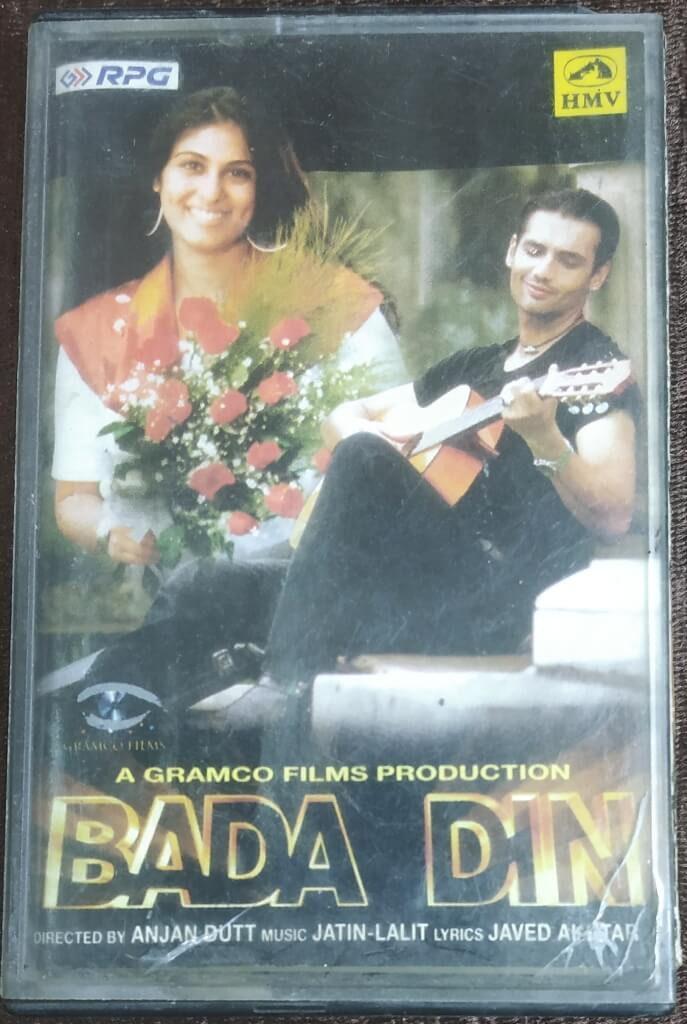 RPG
HMV
GRAMCO FILMS
A GRAMCO FILMS PRODUCTION
BADA DIN
DIRECTED BY ANJAN DUTT MUSIC JATIN-LALIT LYRICS JAVED AKHTAR